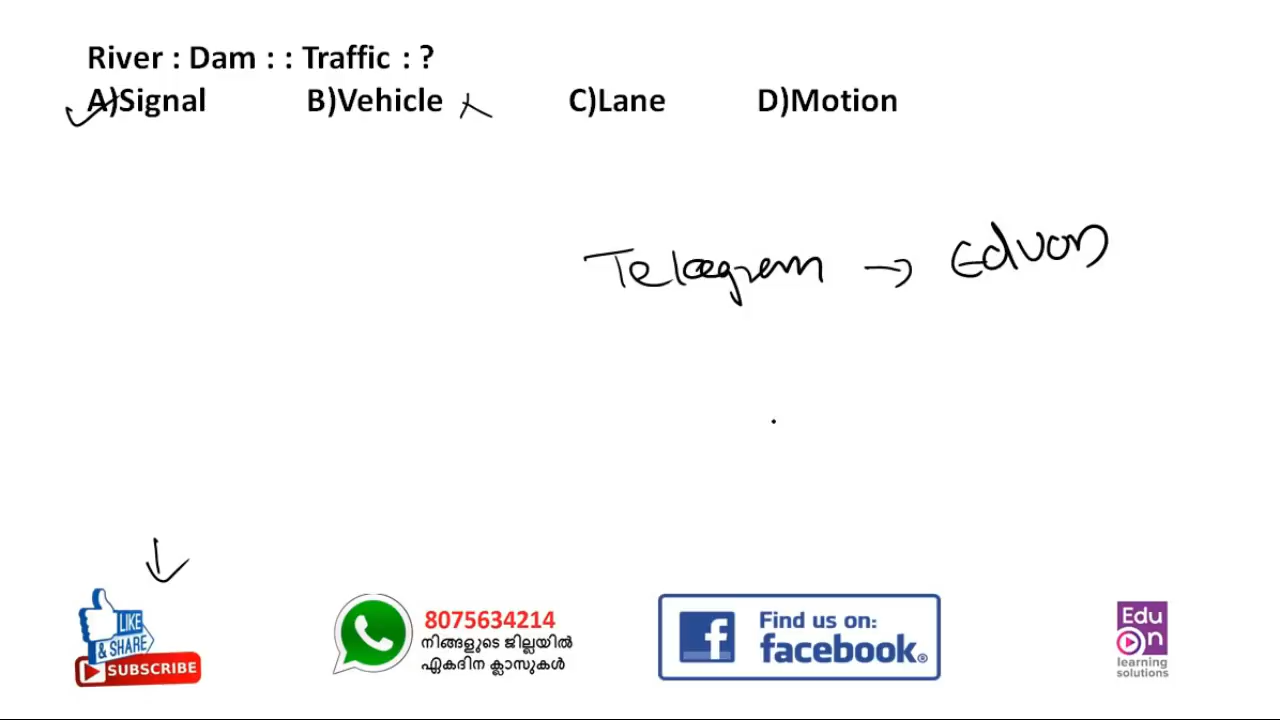 River : Dam : : Traffic : ?
A)Signal B)Vehicle C)Lane D)Motion
Telegram → Eduon
LIKE
& SHARE
SUBSCRIBE
8075634214
നിങ്ങളുടെ ജില്ലയിൽ
ഏകദിന ക്ലാസുകൾ
f Find us on:
facebook®
Edu
On
learning
solutions